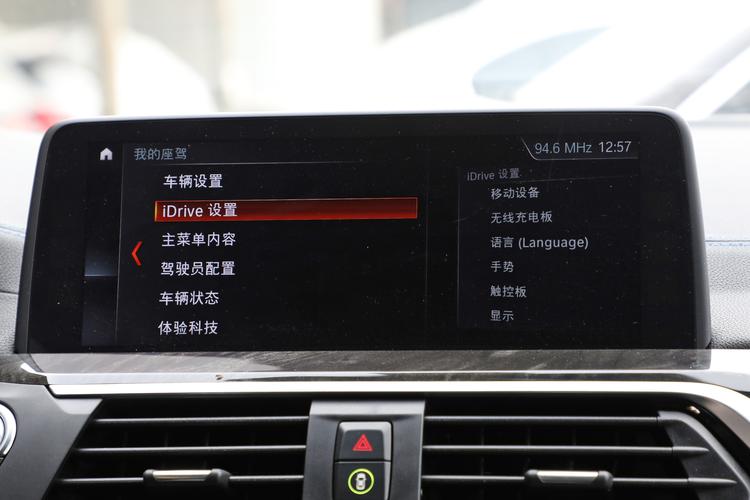 我的座驾
94.6 MHz 12:57
车辆设置
iDrive 设置
主菜单内容
驾驶员配置
车辆状态
体验科技
iDrive 设置
移动设备
无线充电板
语言 (Language)
手势
触控板
显示